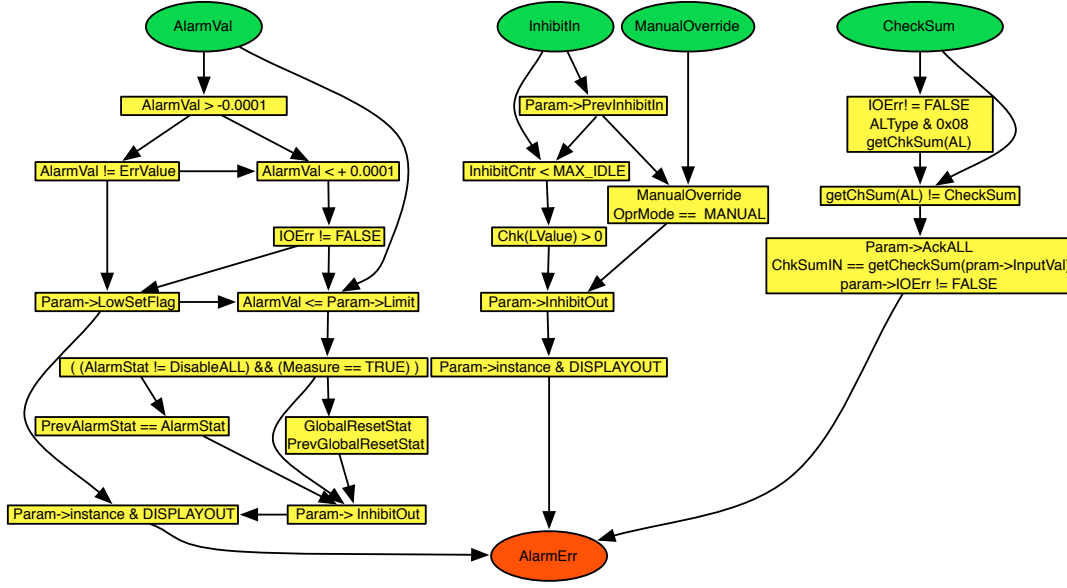 AlarmVal
InhibitIn
ManualOverride
CheckSum
AlarmVal > -0.0001
Param->PrevInhibitIn
IOErr! = FALSE
ALType & 0x08
getChkSum(AL)
AlarmVal != ErrValue
AlarmVal < + 0.0001
InhibitCntr < MAX_IDLE
ManualOverride
OprMode == MANUAL
getChSum(AL) != CheckSum
IOErr != FALSE
Chk(LValue) > 0
Param->AckALL
ChkSumIN == getCheckSum(pram->InputVal)
param->IOErr != FALSE
Param->LowSetFlag
AlarmVal <= Param->Limit
Param->InhibitOut
( (AlarmStat != DisableALL) && (Measure == TRUE) )
Param->instance & DISPLAYOUT
PrevAlarmStat == AlarmStat
GlobalResetStat
PrevGlobalResetStat
Param->instance & DISPLAYOUT
Param-> InhibitOut
AlarmErr